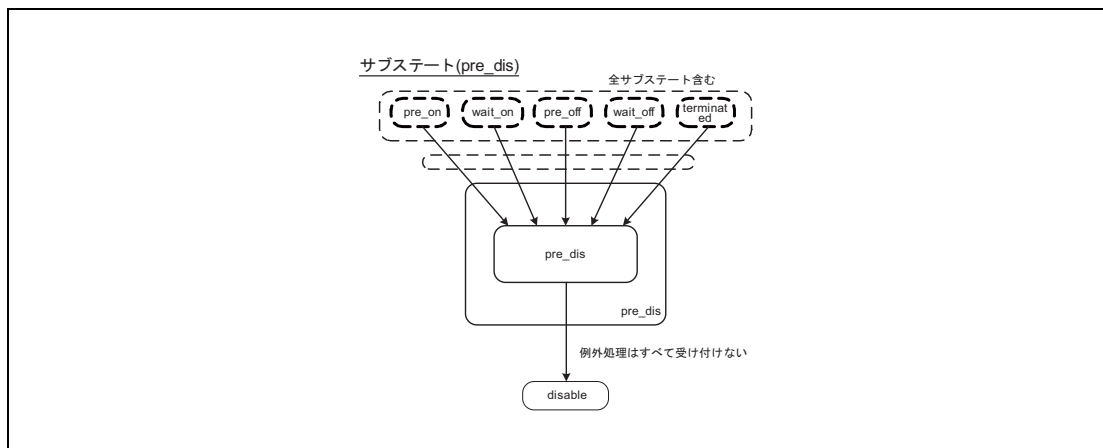 サブステート(pre_dis)
全サブステート含む
pre_on
wait_on
pre_off
wait_off
terminat
ed
pre_dis
pre_dis
例外処理はすべて受け付けない
disable